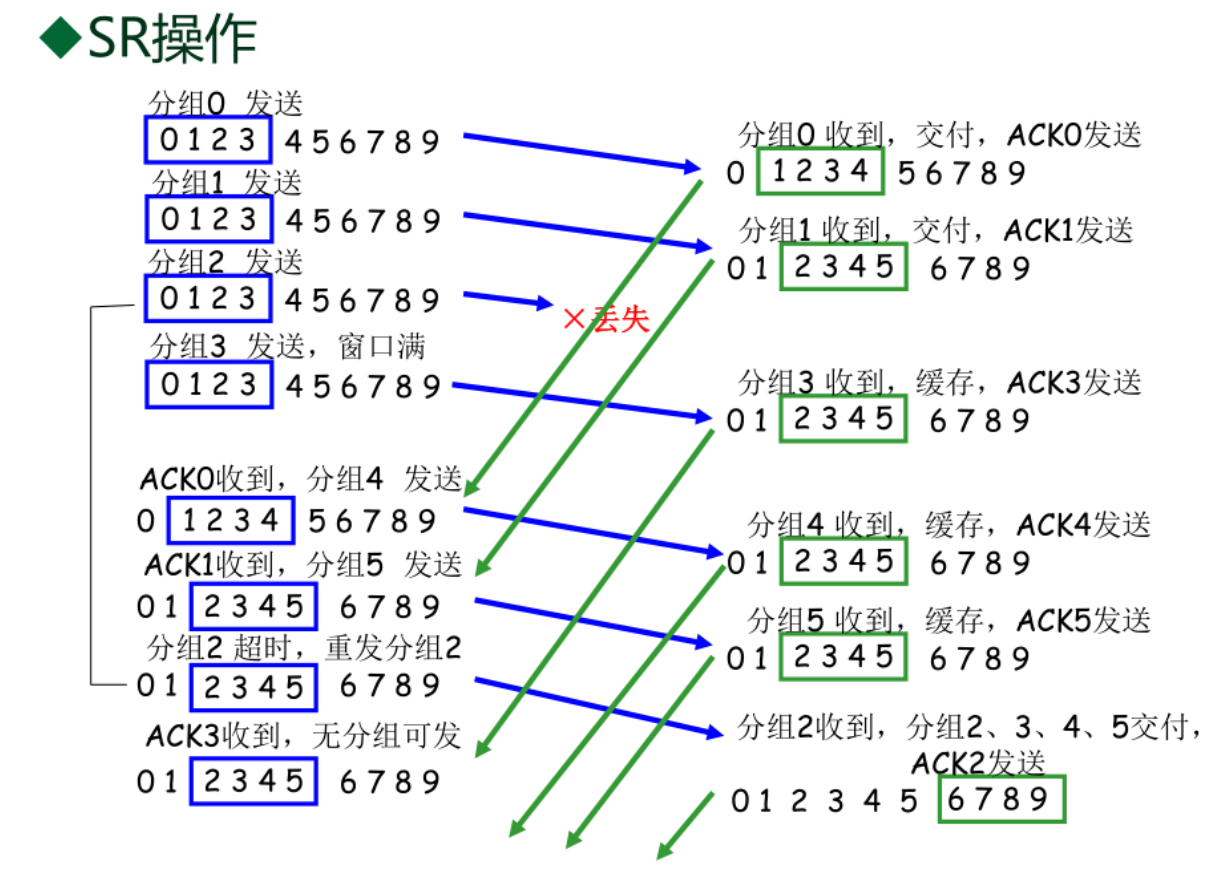 ◆SR操作
分组0 发送
0 1 2 3 4 5 6 7 8 9
分组1 发送
0 1 2 3 4 5 6 7 8 9
分组2 发送
0 1 2 3 4 5 6 7 8 9
×丢失
分组3 发送，窗口满
0 1 2 3 4 5 6 7 8 9
ACK0收到，分组4 发送
0 1 2 3 4 5 6 7 8 9
ACK1收到，分组5 发送
0 1 2 3 4 5 6 7 8 9
分组2 超时，重发分组2
0 1 2 3 4 5 6 7 8 9
ACK3收到，无分组可发
0 1 2 3 4 5 6 7 8 9
分组0 收到，交付，ACK0发送
0 1 2 3 4 5 6 7 8 9
分组1 收到，交付，ACK1发送
0 1 2 3 4 5 6 7 8 9
分组3 收到，缓存，ACK3发送
0 1 2 3 4 5 6 7 8 9
分组4 收到，缓存，ACK4发送
0 1 2 3 4 5 6 7 8 9
分组5 收到，缓存，ACK5发送
0 1 2 3 4 5 6 7 8 9
分组2收到，分组2、3、4、5交付，
ACK2发送
0 1 2 3 4 5 6 7 8 9